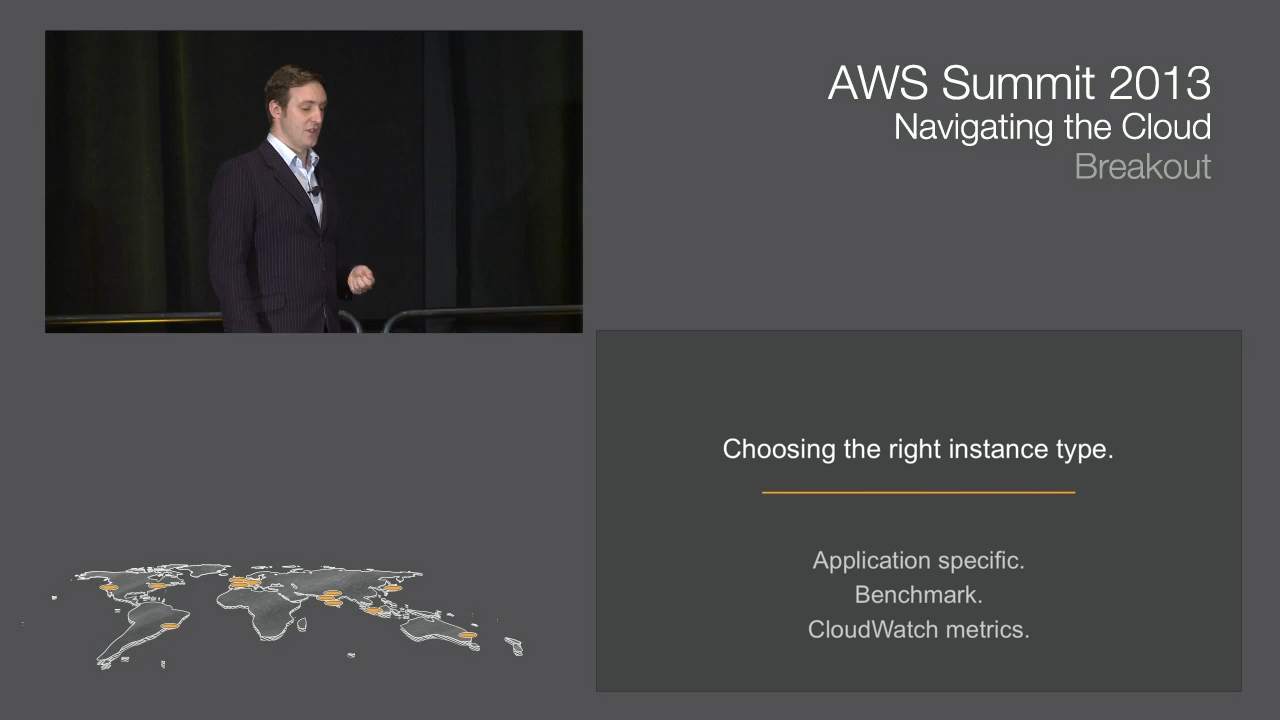 AWS Summit 2013
Navigating the Cloud
Breakout
Choosing the right instance type.
Application specific.
Benchmark.
CloudWatch metrics.